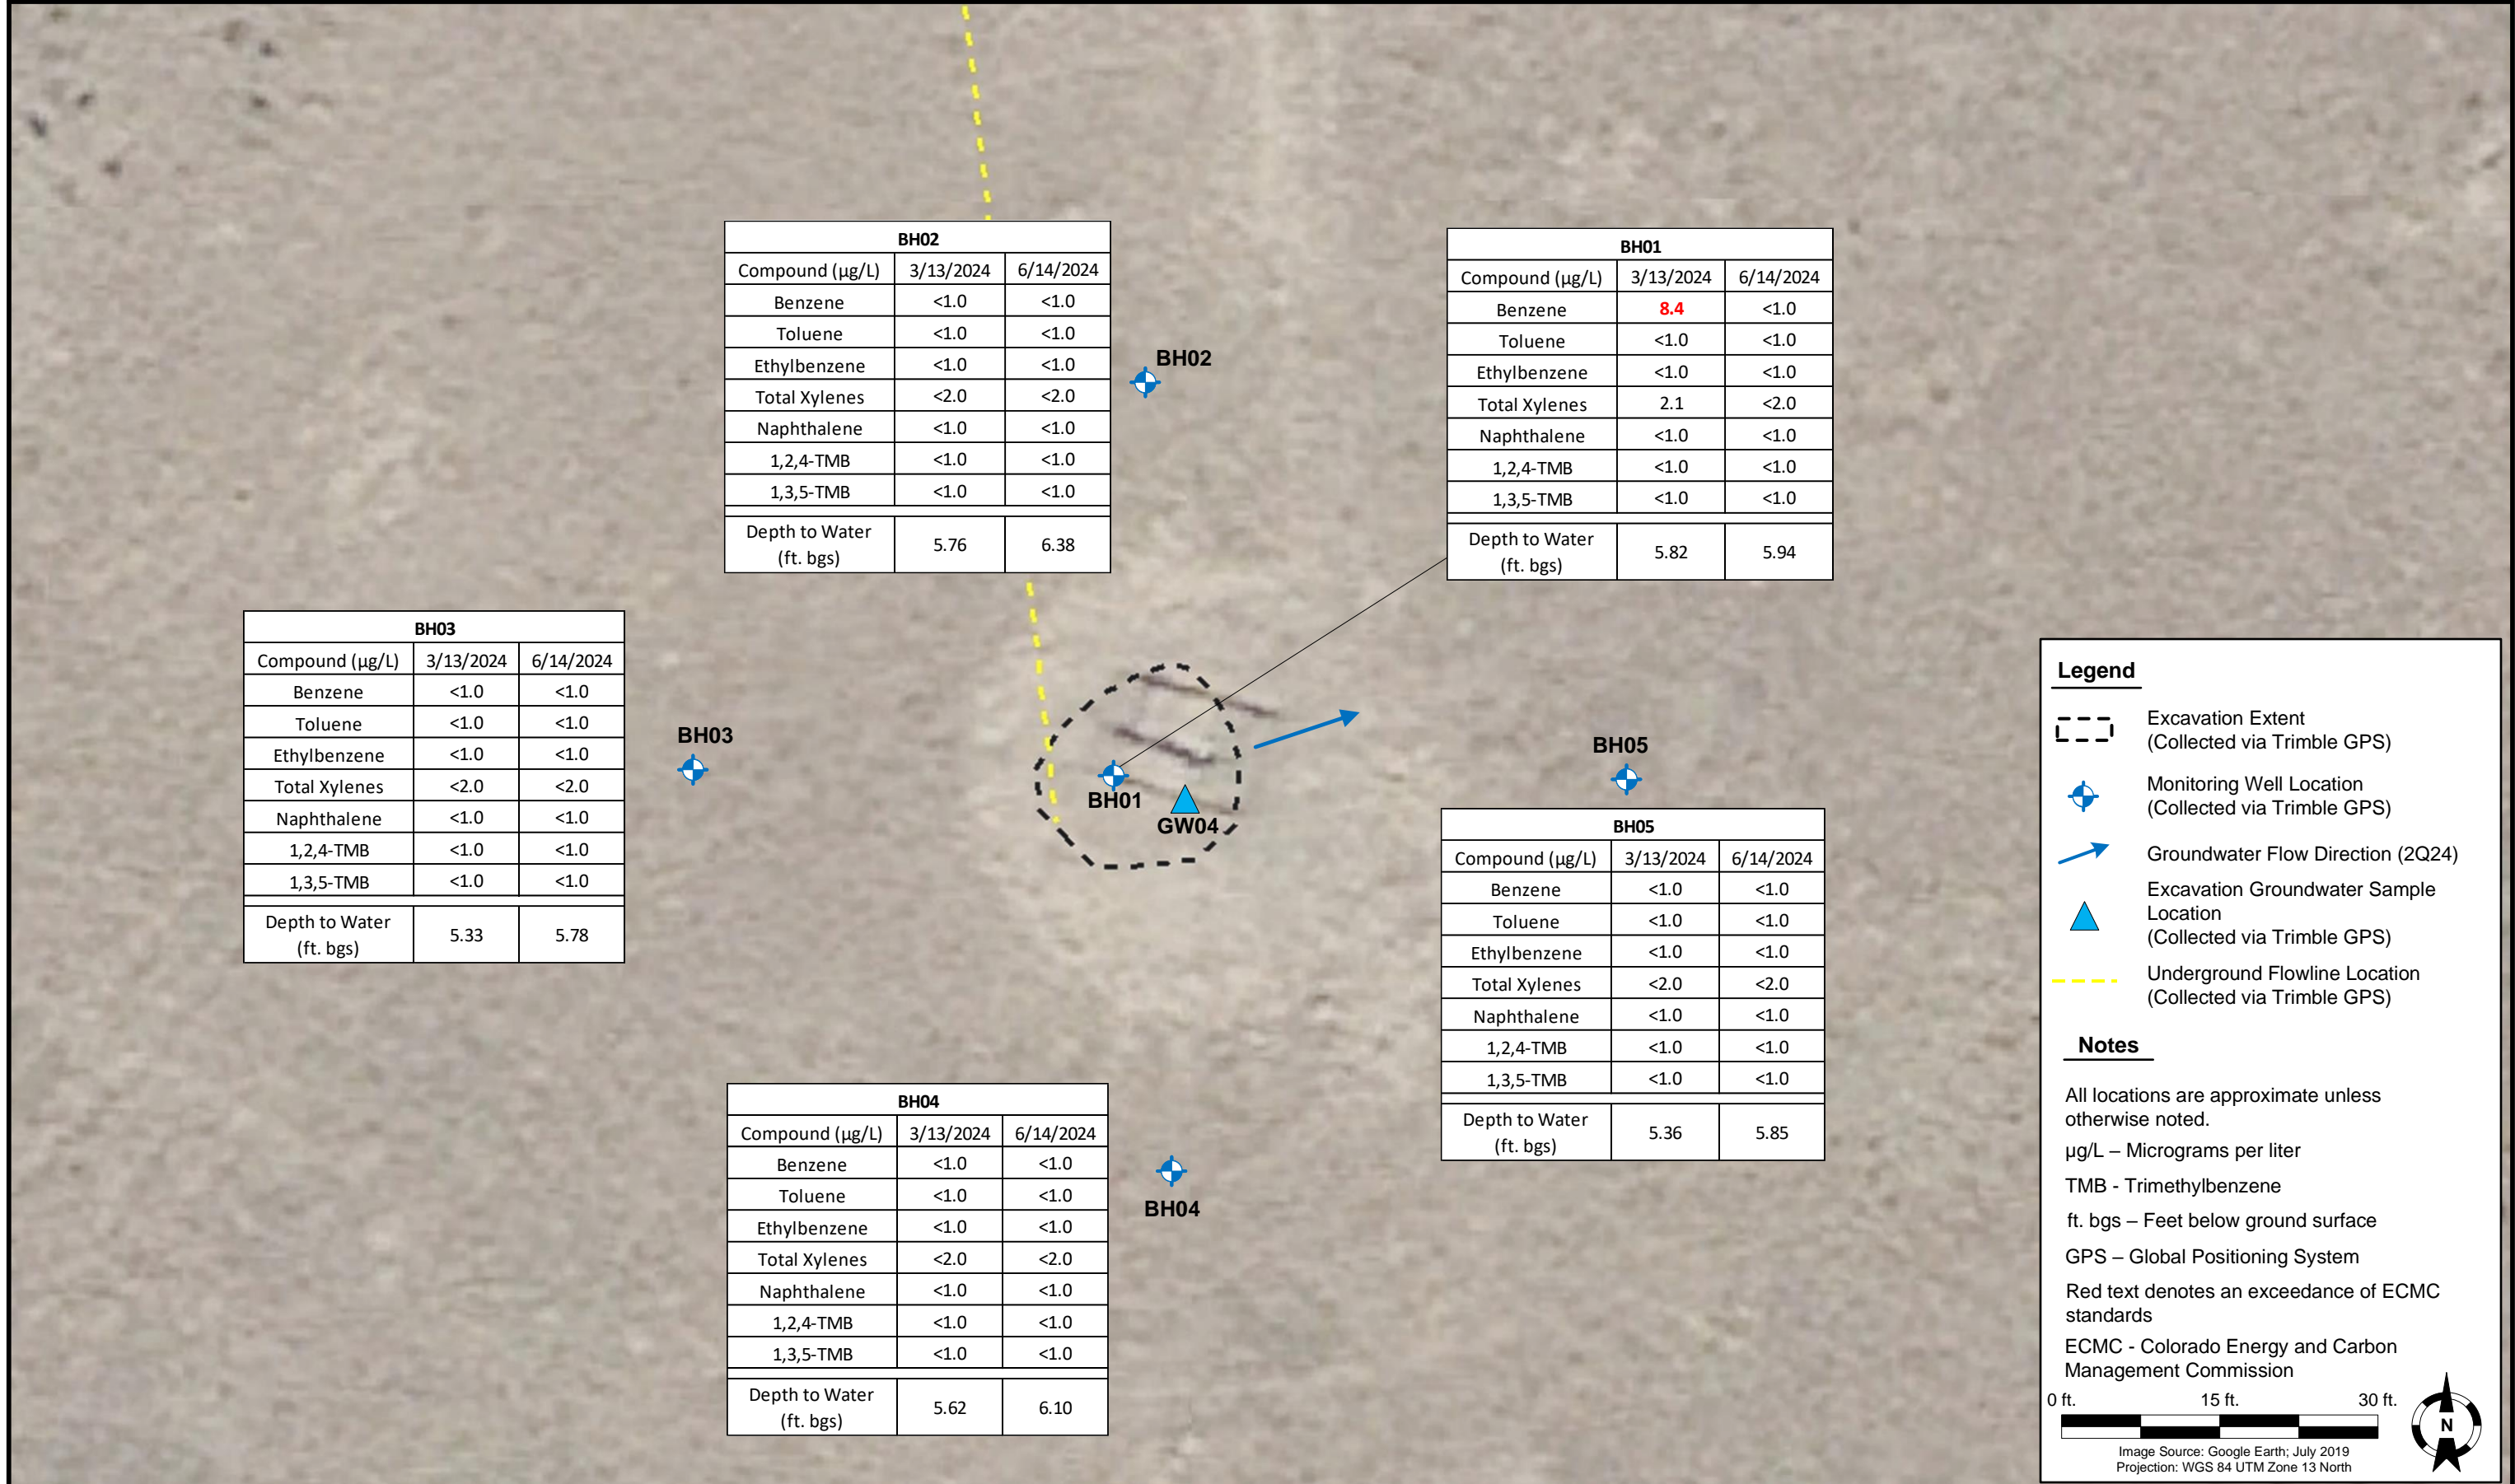 BH02
Compound (µg/L) 3/13/2024 6/14/2024
Benzene <1.0 <1.0
Toluene <1.0 <1.0
Ethylbenzene <1.0 <1.0
Total Xylenes <2.0 <2.0
Naphthalene <1.0 <1.0
1,2,4-TMB <1.0 <1.0
1,3,5-TMB <1.0 <1.0
Depth to Water
(ft. bgs) 5.76 6.38
BH02
BH01
Compound (µg/L) 3/13/2024 6/14/2024
Benzene 8.4 <1.0
Toluene <1.0 <1.0
Ethylbenzene <1.0 <1.0
Total Xylenes 2.1 <2.0
Naphthalene <1.0 <1.0
1,2,4-TMB <1.0 <1.0
1,3,5-TMB <1.0 <1.0
Depth to Water
(ft. bgs) 5.82 5.94
BH03
Compound (µg/L) 3/13/2024 6/14/2024
Benzene <1.0 <1.0
Toluene <1.0 <1.0
Ethylbenzene <1.0 <1.0
Total Xylenes <2.0 <2.0
Naphthalene <1.0 <1.0
1,2,4-TMB <1.0 <1.0
1,3,5-TMB <1.0 <1.0
Depth to Water
(ft. bgs) 5.33 5.78
BH03
BH01
GW04
BH05
BH05
Compound (µg/L) 3/13/2024 6/14/2024
Benzene <1.0 <1.0
Toluene <1.0 <1.0
Ethylbenzene <1.0 <1.0
Total Xylenes <2.0 <2.0
Naphthalene <1.0 <1.0
1,2,4-TMB <1.0 <1.0
1,3,5-TMB <1.0 <1.0
Depth to Water
(ft. bgs) 5.36 5.85
BH04
Compound (µg/L) 3/13/2024 6/14/2024
Benzene <1.0 <1.0
Toluene <1.0 <1.0
Ethylbenzene <1.0 <1.0
Total Xylenes <2.0 <2.0
Naphthalene <1.0 <1.0
1,2,4-TMB <1.0 <1.0
1,3,5-TMB <1.0 <1.0
Depth to Water
(ft. bgs) 5.62 6.10
BH04
Legend
Excavation Extent
(Collected via Trimble GPS)
Monitoring Well Location
(Collected via Trimble GPS)
Groundwater Flow Direction (2Q24)
Excavation Groundwater Sample
Location
(Collected via Trimble GPS)
Underground Flowline Location
(Collected via Trimble GPS)
Notes
All locations are approximate unless
otherwise noted.
µg/L – Micrograms per liter
TMB - Trimethylbenzene
ft. bgs – Feet below ground surface
GPS – Global Positioning System
Red text denotes an exceedance of ECMC
standards
ECMC - Colorado Energy and Carbon
Management Commission
0 ft. 15 ft. 30 ft.
N
Image Source: Google Earth; July 2019
Projection: WGS 84 UTM Zone 13 North